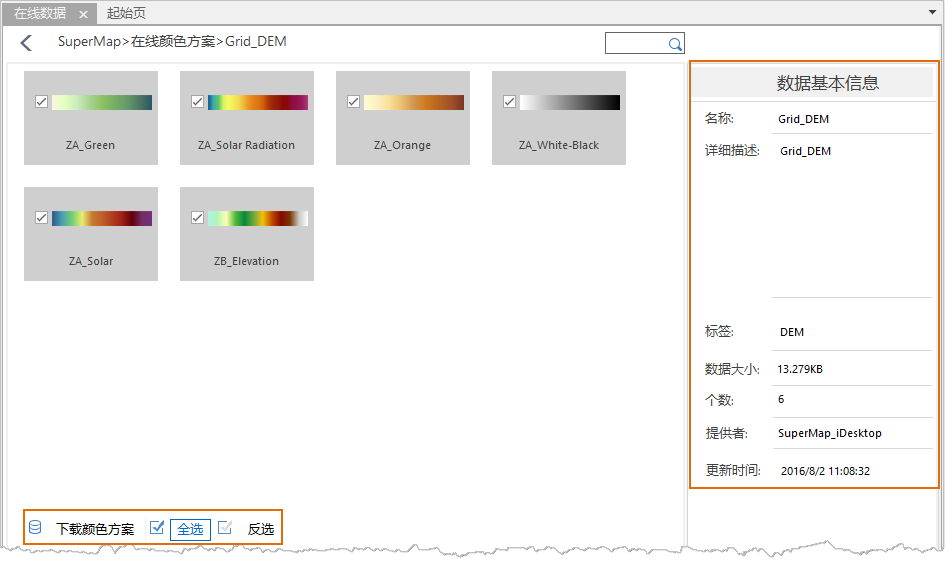 在线数据 × 起始页
SuperMap>在线颜色方案>Grid_DEM
ZA_Green
ZA_Solar Radiation
ZA_Orange
ZA_White-Black
ZA_Solar
ZB_Elevation
数据基本信息
名称: Grid_DEM
详细描述: Grid_DEM
标签: DEM
数据大小: 13.279KB
个数: 6
提供者: SuperMap_iDesktop
更新时间: 2016/8/2 11:08:32
下载颜色方案 全选 反选